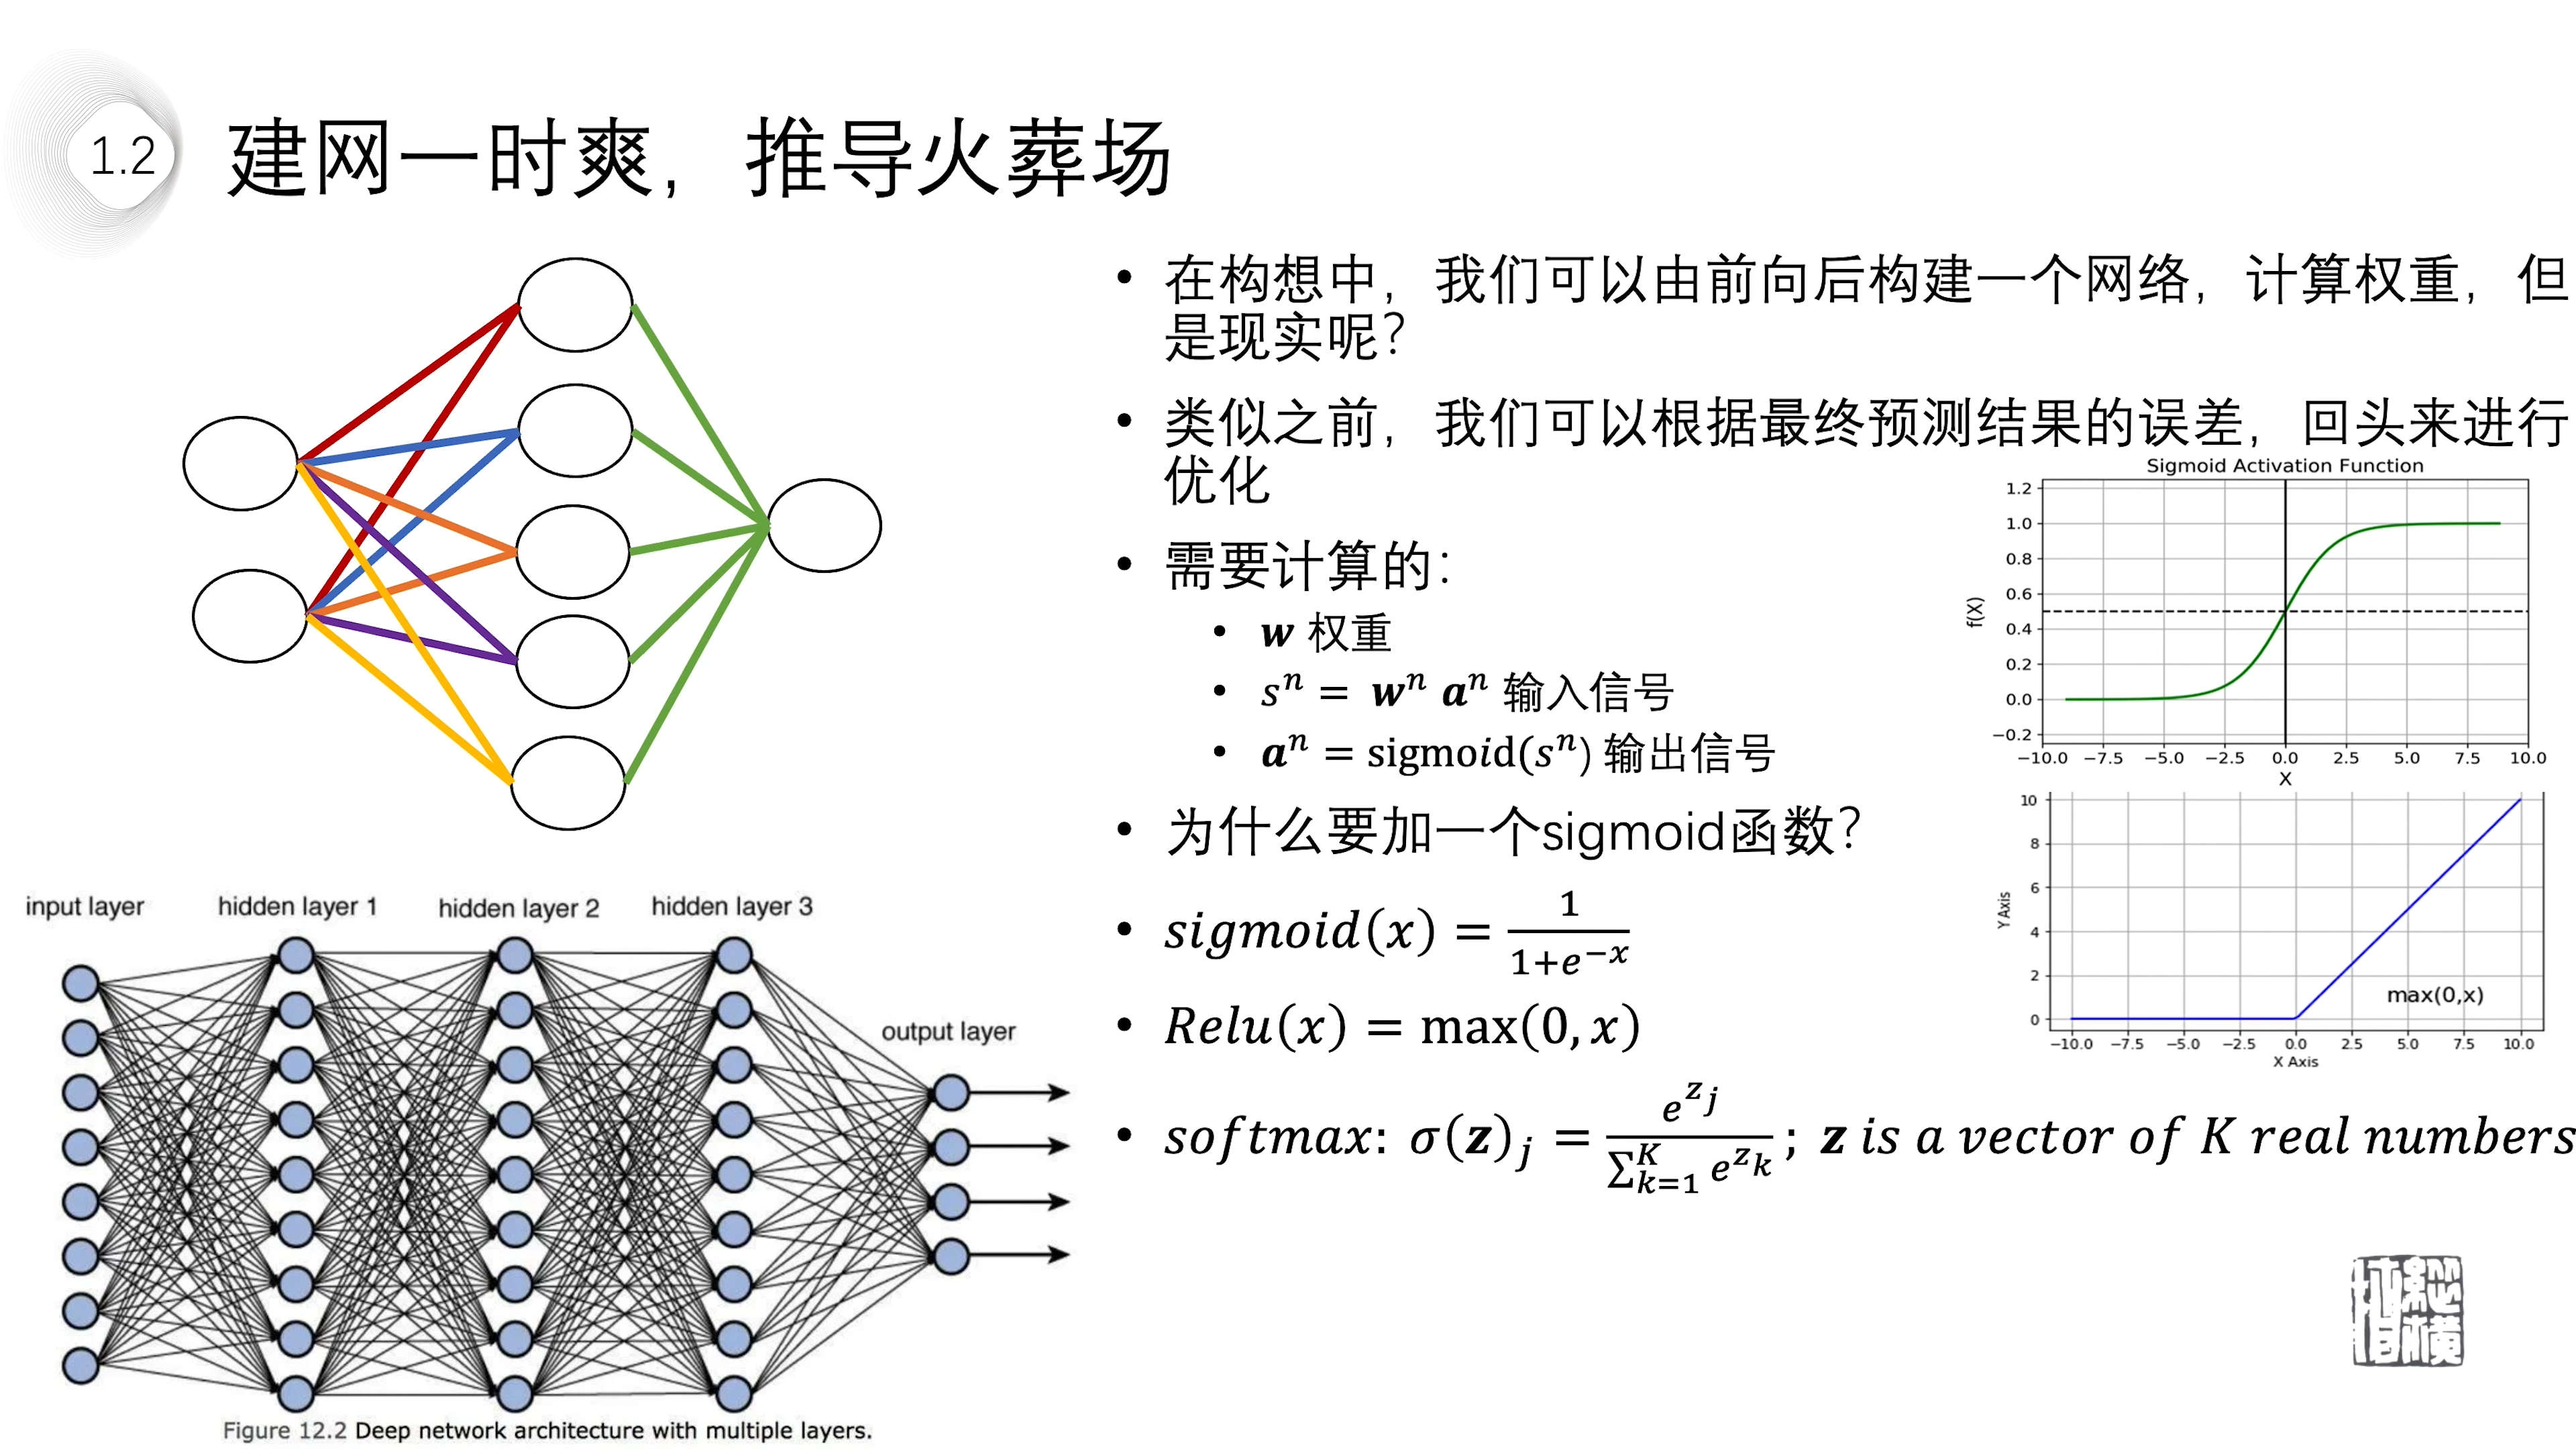 1.2
建网一时爽，推导火葬场
• 在构想中，我们可以由前向后构建一个网络，计算权重，但
是现实呢？
• 类似之前，我们可以根据最终预测结果的误差，回头来进行
优化
• 需要计算的：
• w 权重
• sⁿ = wⁿ aⁿ 输入信号
• aⁿ = sigmoid(sⁿ) 输出信号
• 为什么要加一个sigmoid函数？
• sigmoid(x) = 1/(1+e^{-x})
• Relu(x) = max(0, x)
• softmax: σ(z)_j = e^{z_j}/∑_{k=1}^{K} e^{z_k} ; z is a vector of K real numbers
Sigmoid Activation Function
f(X)
1.2
1.0
0.8
0.6
0.4
0.2
0.0
−0.2
−10.0 −7.5 −5.0 −2.5 0.0 2.5 5.0 7.5 10.0
X
Y Axis
10
8
6
4
2
0
max(0,x)
−10.0 −7.5 −5.0 −2.5 0.0 2.5 5.0 7.5 10.0
X Axis
input layer hidden layer 1 hidden layer 2 hidden layer 3
output layer
Figure 12.2 Deep network architecture with multiple layers.